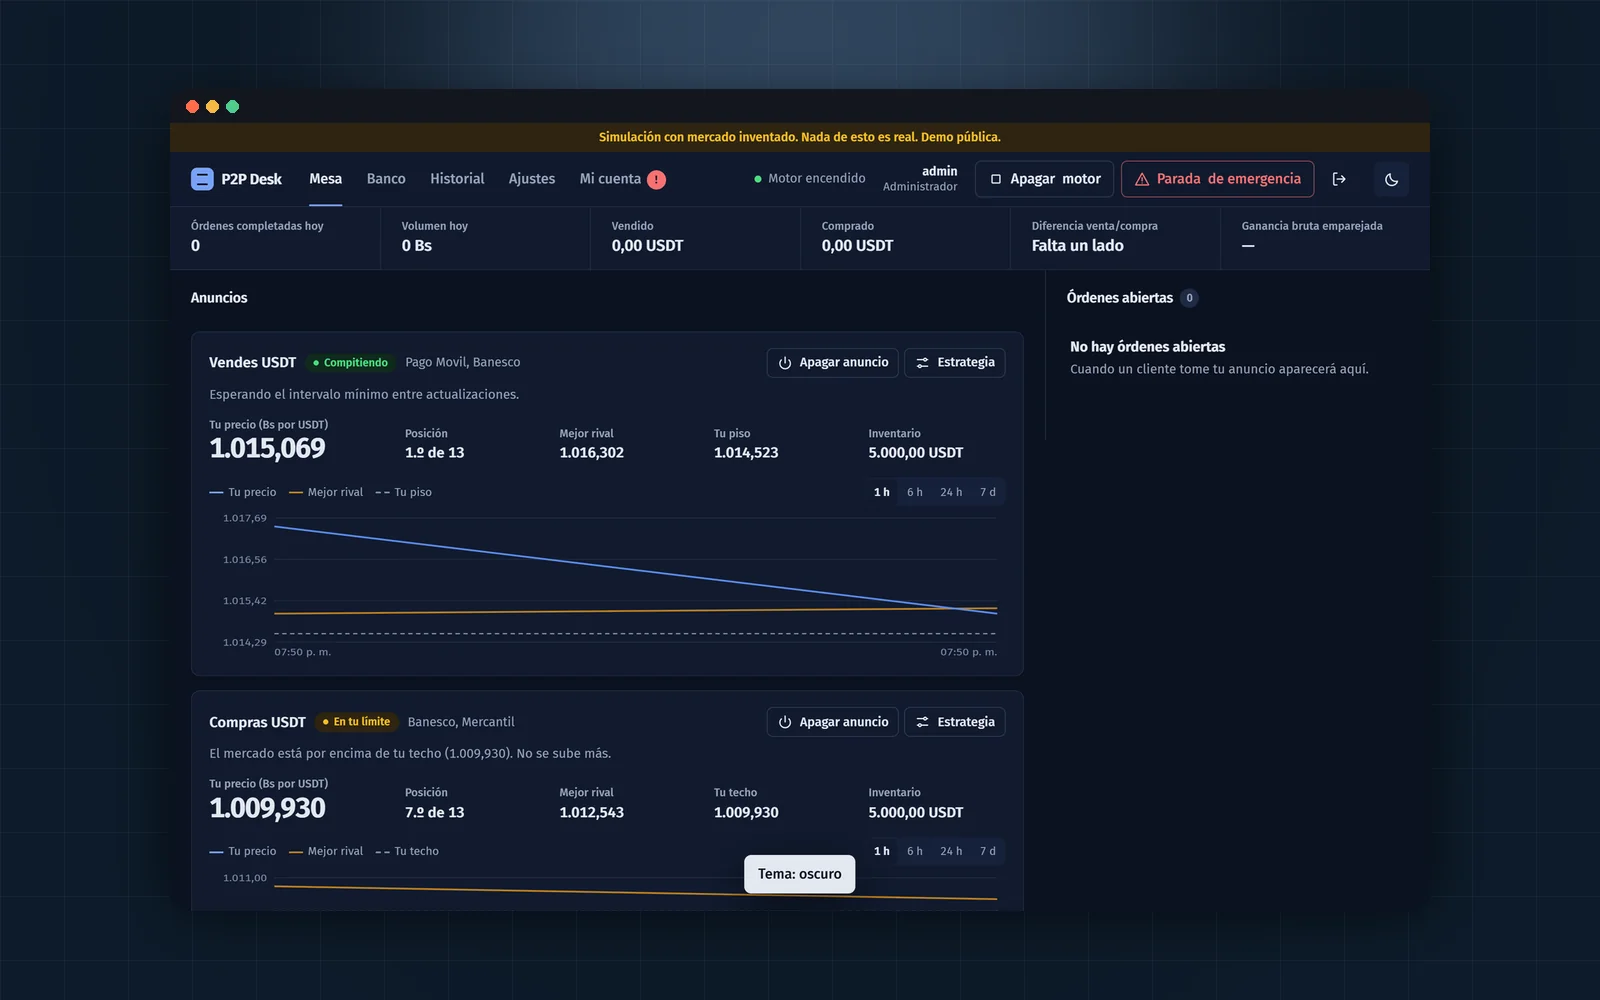 Simulación con mercado inventado. Nada de esto es real. Demo pública.
P2P Desk
Mesa
Banco
Historial
Ajustes
Mi cuenta !
Motor encendido
admin
Administrador
Apagar motor
Parada de emergencia
Órdenes completadas hoy
0
Volumen hoy
0 Bs
Vendido
0,00 USDT
Comprado
0,00 USDT
Diferencia venta/compra
Falta un lado
Ganancia bruta emparejada
—
Anuncios
Vendes USDT
Compitiendo
Pago Movil, Banesco
Apagar anuncio
Estrategia
Esperando el intervalo mínimo entre actualizaciones.
Tu precio (Bs por USDT)
1.015,069
Posición
1.º de 13
Mejor rival
1.016,302
Tu piso
1.014,523
Inventario
5.000,00 USDT
Tu precio
Mejor rival
Tu piso
1 h
6 h
24 h
7 d
1.017,69
1.016,56
1.015,42
1.014,29
07:50 p. m.
07:50 p. m.
Compras USDT
En tu límite
Banesco, Mercantil
Apagar anuncio
Estrategia
El mercado está por encima de tu techo (1.009,930). No se sube más.
Tu precio (Bs por USDT)
1.009,930
Posición
7.º de 13
Mejor rival
1.012,543
Tu techo
1.009,930
Inventario
5.000,00 USDT
Tu precio
Mejor rival
Tu techo
1 h
6 h
24 h
7 d
1.011,00
Tema: oscuro
Órdenes abiertas 0
No hay órdenes abiertas
Cuando un cliente tome tu anuncio aparecerá aquí.